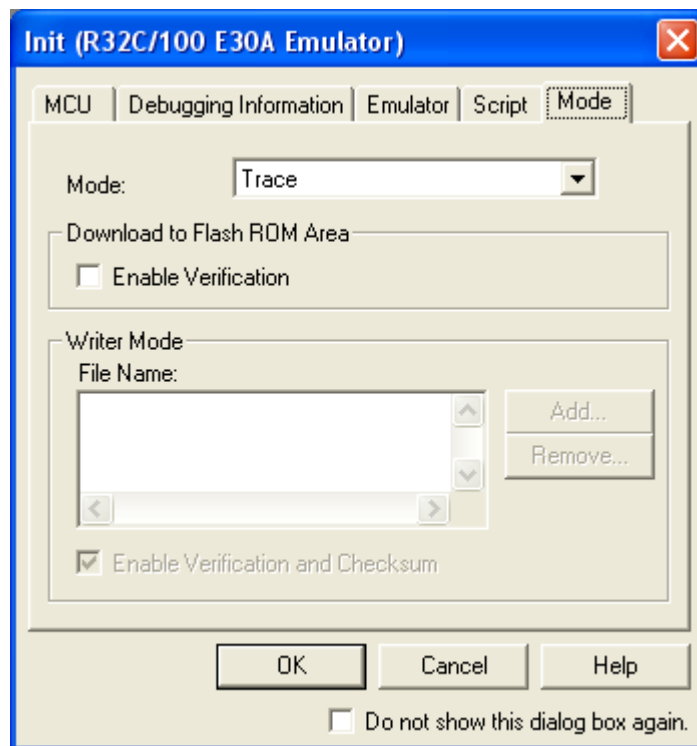 Init (R32C/100 E30A Emulator)
MCU Debugging Information Emulator Script Mode
Mode: Trace
Download to Flash ROM Area
Enable Verification
Writer Mode
File Name:
Add...
Remove...
Enable Verification and Checksum
OK Cancel Help
Do not show this dialog box again.